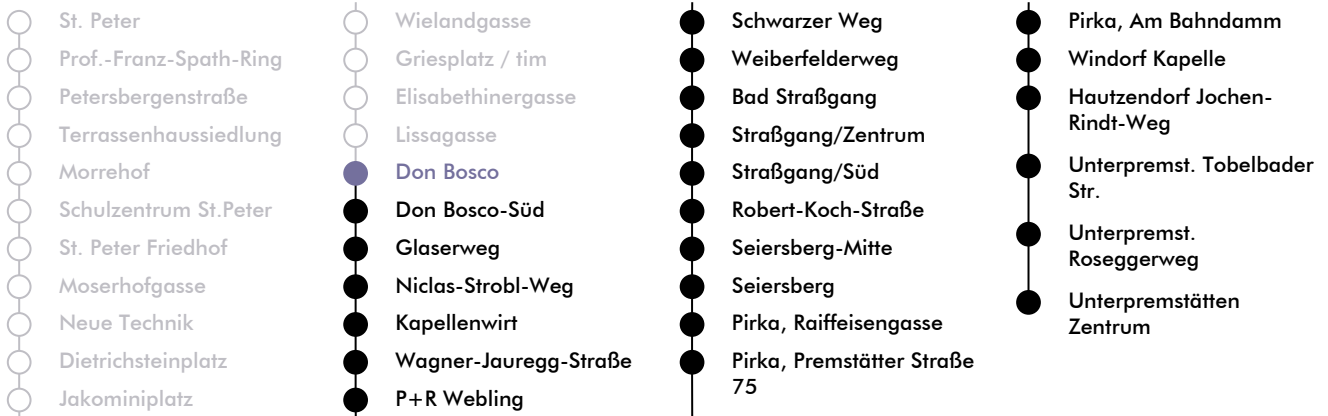 St. Peter
Prof.-Franz-Spath-Ring
Petersbergenstraße
Terrassenhaussiedlung
Morrehof
Schulzentrum St.Peter
St. Peter Friedhof
Moserhofgasse
Neue Technik
Dietrichsteinplatz
Jakominiplatz
Wielandgasse
Griesplatz / tim
Elisabethinergasse
Lissagasse
Don Bosco
Don Bosco-Süd
Glaserweg
Niclas-Strobl-Weg
Kapellenwirt
Wagner-Jauregg-Straße
P+R Webling
Schwarzer Weg
Weiberfelderweg
Bad Straßgang
Straßgang/Zentrum
Straßgang/Süd
Robert-Koch-Straße
Seiersberg-Mitte
Seiersberg
Pirka, Raiffeisengasse
Pirka, Premstätter Straße
75
Pirka, Am Bahndamm
Windorf Kapelle
Hautzendorf Jochen-
Rindt-Weg
Unterpremst. Tobelbader
Str.
Unterpremst.
Roseggerweg
Unterpremstätten
Zentrum